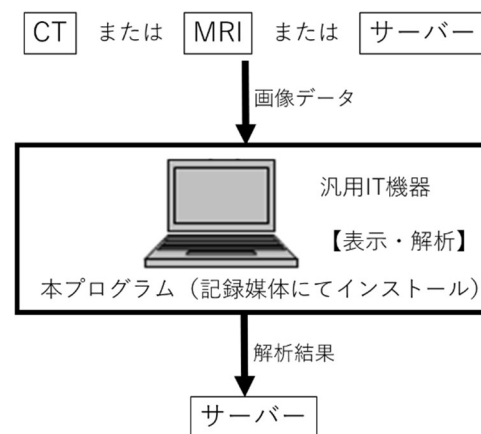 CT または MRI または サーバー
画像データ
汎用IT機器
【表示・解析】
本プログラム（記録媒体にてインストール）
解析結果
サーバー